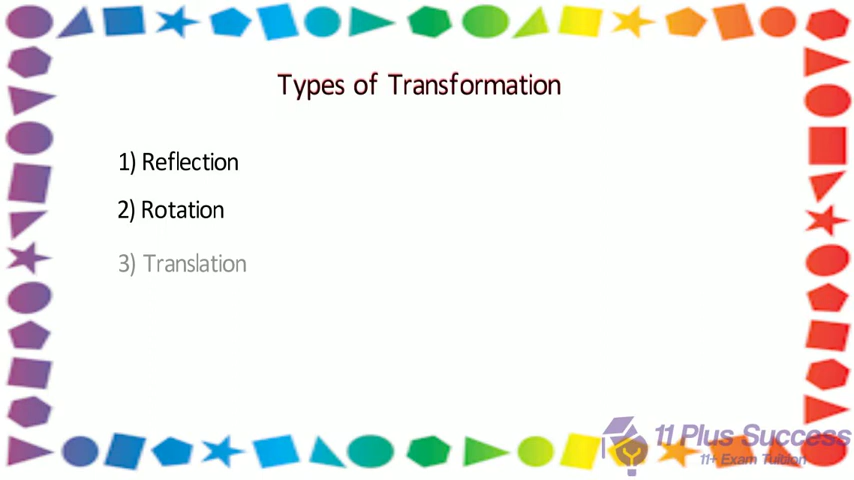 Types of Transformation
1) Reflection
2) Rotation
3) Translation
11 Plus Success
11+ Exam Tuition